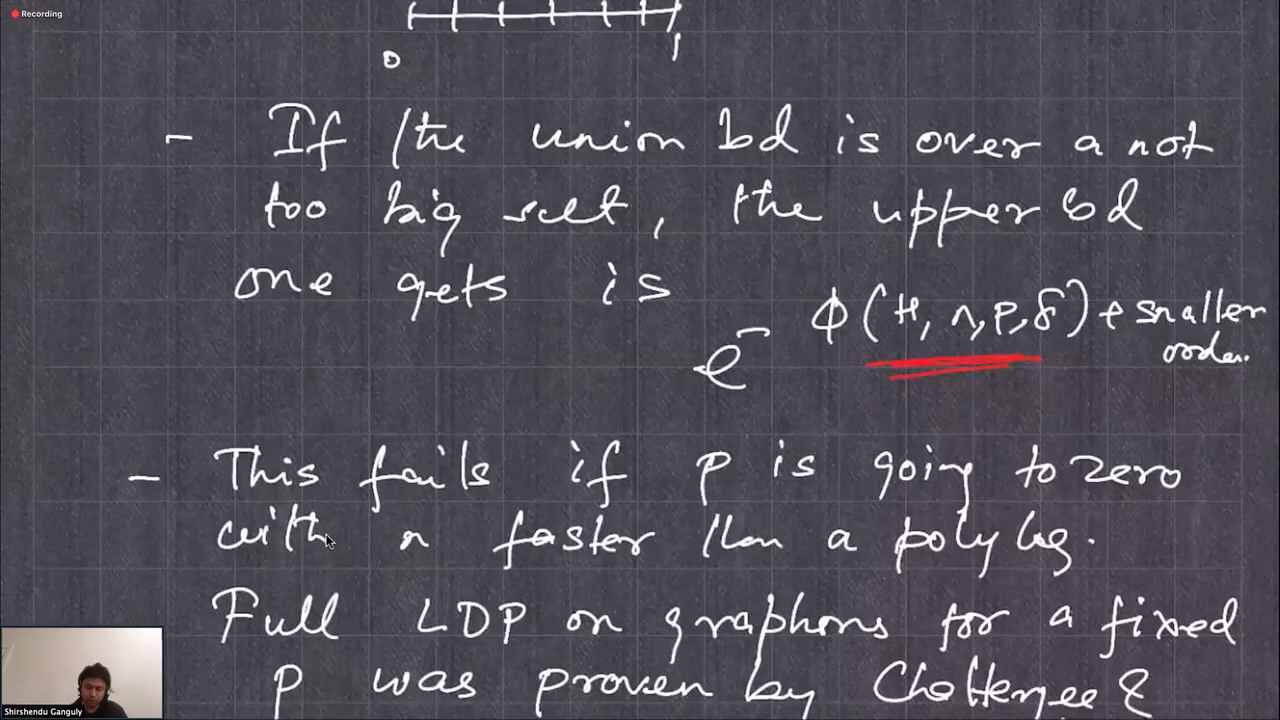 Recording
0 1
- If the union bd is over a not
too big set, the upper bd
one gets is
e^- ϕ(H, n, p, δ) + smaller
order.
- This fails if p is going to zero
with n faster than a polylog.
Full LDP on graphons for a fixed
p was proven by Chatterjee &
Shirshendu Ganguly